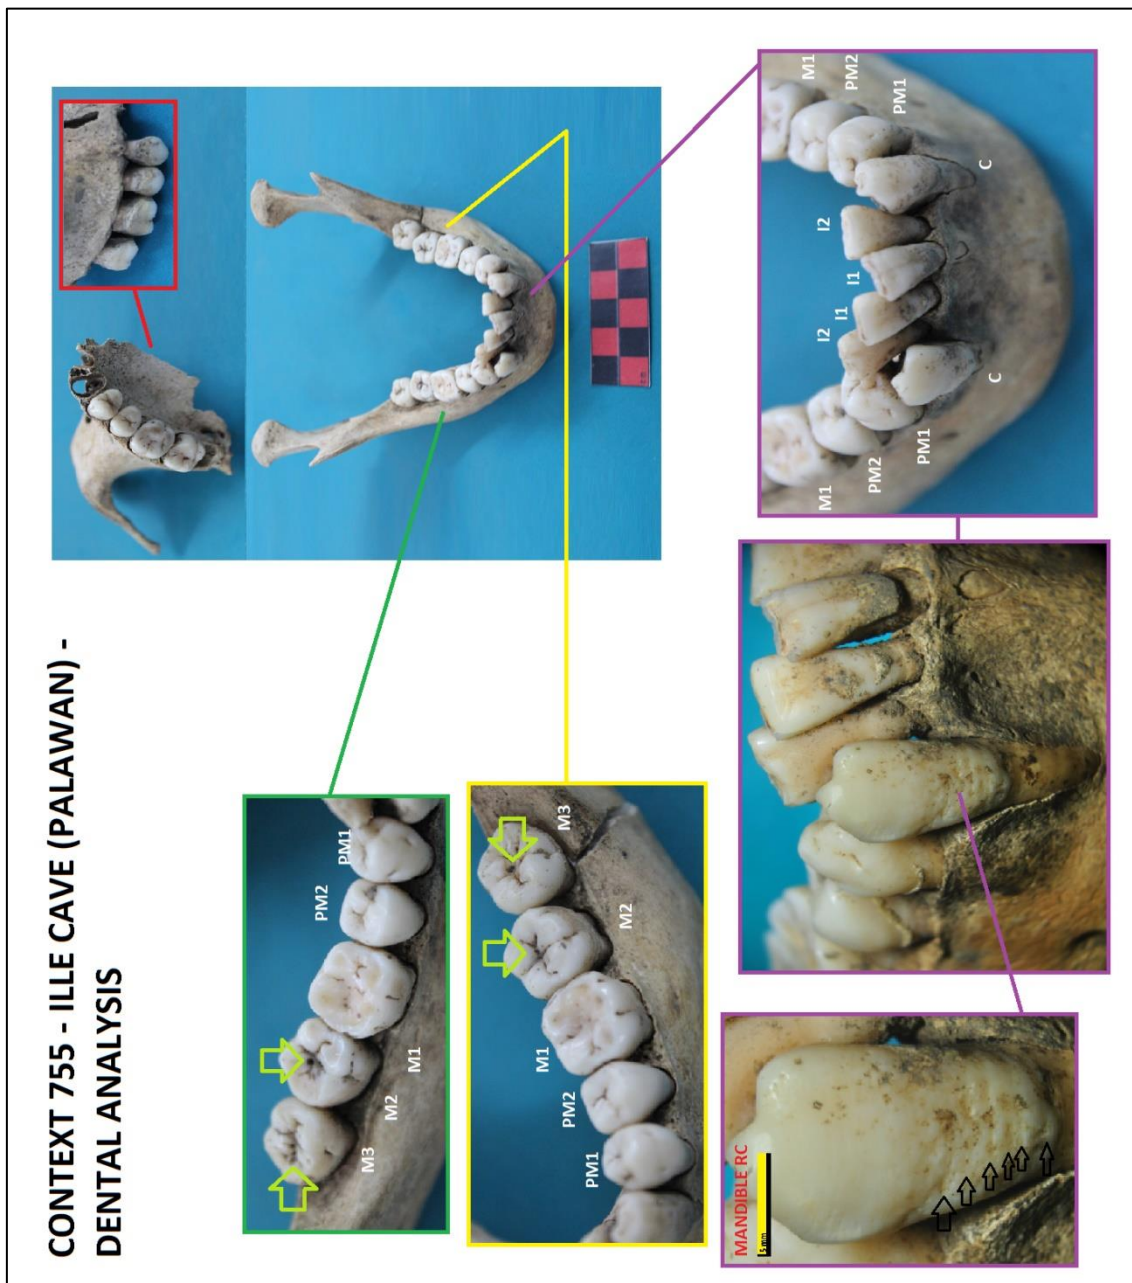 CONTEXT 755 - ILLE CAVE (PALAWAN) -
DENTAL ANALYSIS
M3
M2
M1
PM2
PM1
PM1
PM2
M1
M2
M3
M1
PM2
PM1
C
I2
I1
I1
I2
C
PM1
PM2
M1
MANDIBLE RC